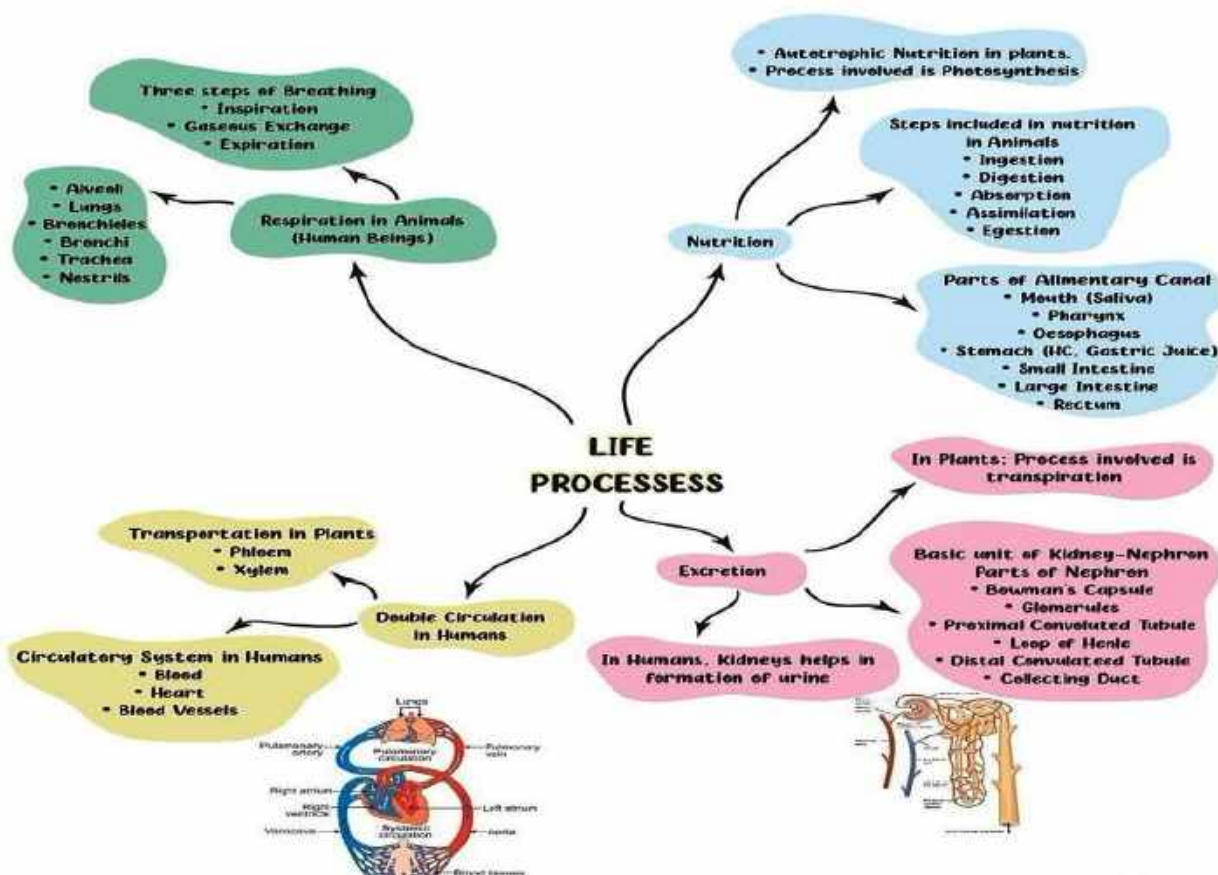 Three steps of Breathing
• Inspiration
• Gaseous Exchange
• Expiration
• Alveoli
• Lungs
• Bronchioles
• Bronchi
• Trachea
• Nostrils
Respiration in Animals
(Human Beings)
• Autotrophic Nutrition in plants.
• Process involved is Photosynthesis
Steps included in nutrition
in Animals
• Ingestion
• Digestion
• Absorption
• Assimilation
• Egestion
Nutrition
Parts of Alimentary Canal
• Mouth (Saliva)
• Pharynx
• Oesophagus
• Stomach (HC, Gastric Juice)
• Small Intestine
• Large Intestine
• Rectum
LIFE
PROCESSESS
Transportation in Plants
• Phloem
• Xylem
Double Circulation
in Humans
Circulatory System in Humans
• Blood
• Heart
• Blood Vessels
In Plants: Process involved is
transpiration
Excretion
Basic unit of Kidney-Nephron
Parts of Nephron
• Bowman's Capsule
• Glomerules
• Proximal Convoluted Tubule
• Loop of Henle
• Distal Convulateed Tubule
• Collecting Duct
In Humans, Kidneys helps in
formation of urine
Lungs
Pulmonary
artery
Pulmonary
circulation
Pulmonary
vein
Right atrium
Right
ventricle
Left atrium
Systemic
circulation
Venacava
Aorta